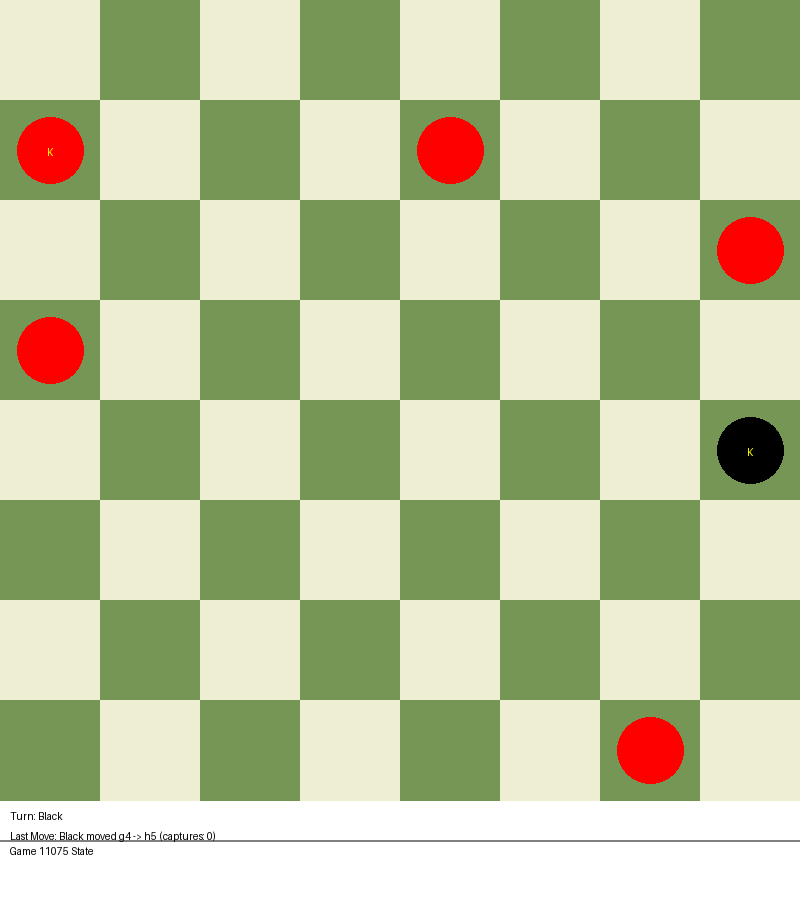 K
K
Turn: Black
Last Move: Black moved g4 -> h5 (captures: 0)
Game 11075 State